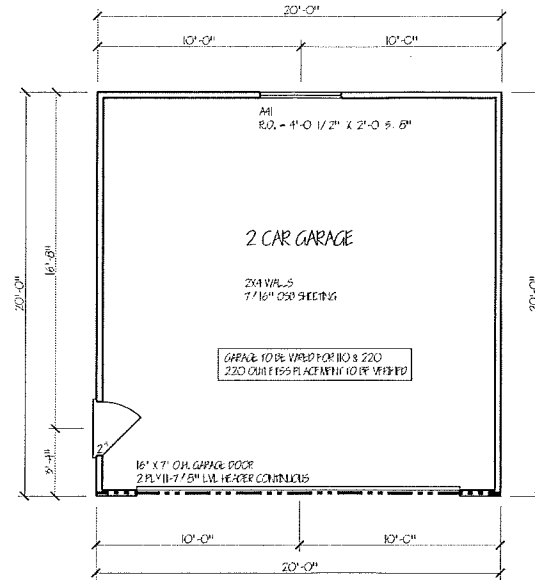 20'-0"
10'-0"
10'-0"
A41
R.O. = 4'-0 1/2" X 2'-0 5/8"
2 CAR GARAGE
2X4 WALLS
7/16" OSB SHEETING
GARAGE TO BE WIRED FOR 110 & 220
220 OUTLETS PLACEMENT TO BE VERIFIED
20'-0"
16'-8"
20'-0"
3'-4"
16' X 7' O.H. GARAGE DOOR
2 PLY 11-7/8" LVL HEADER CONTINUOUS
10'-0"
10'-0"
20'-0"